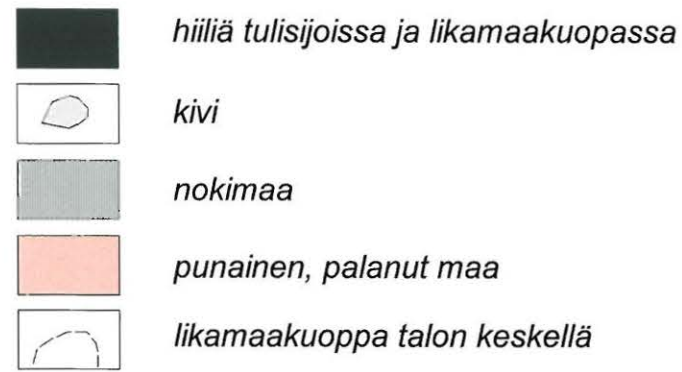 hiiliä tulisijoissa ja likamaakuopassa
kivi
nokimaa
punainen, palanut maa
likamaakuoppa talon keskellä